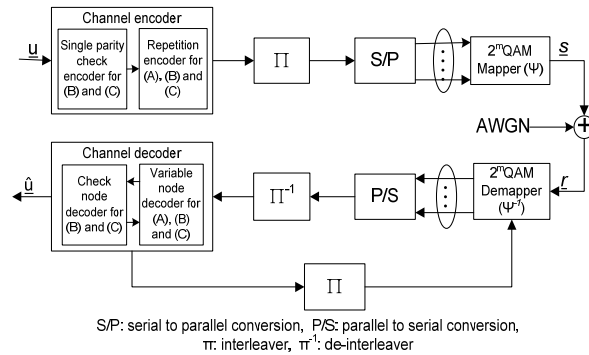 Channel encoder
u
Single parity
check
encoder for
(B) and (C)
Repetition
encoder for
(A), (B) and
(C)
Π
S/P
2^mQAM
Mapper (Ψ)
s
AWGN
+
Channel decoder
û
Check
node
decoder for
(B) and (C)
Variable
node
decoder for
(A), (B)
and (C)
Π^-1
P/S
2^mQAM
Demapper
(Ψ^-1)
r
Π
S/P: serial to parallel conversion, P/S: parallel to serial conversion,
π: interleaver, π^-1: de-interleaver